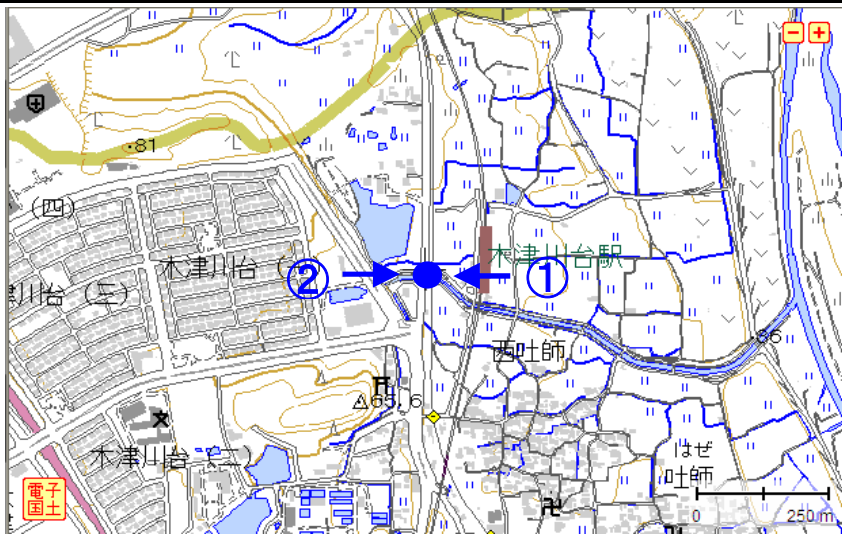 − +
・81
(四)
木津川台駅
木津川台 (
② ①
川台 (三)
・36
西吐師
65.6
木津川台 (二)
はぜ
吐師
電子
国土
0 250 m